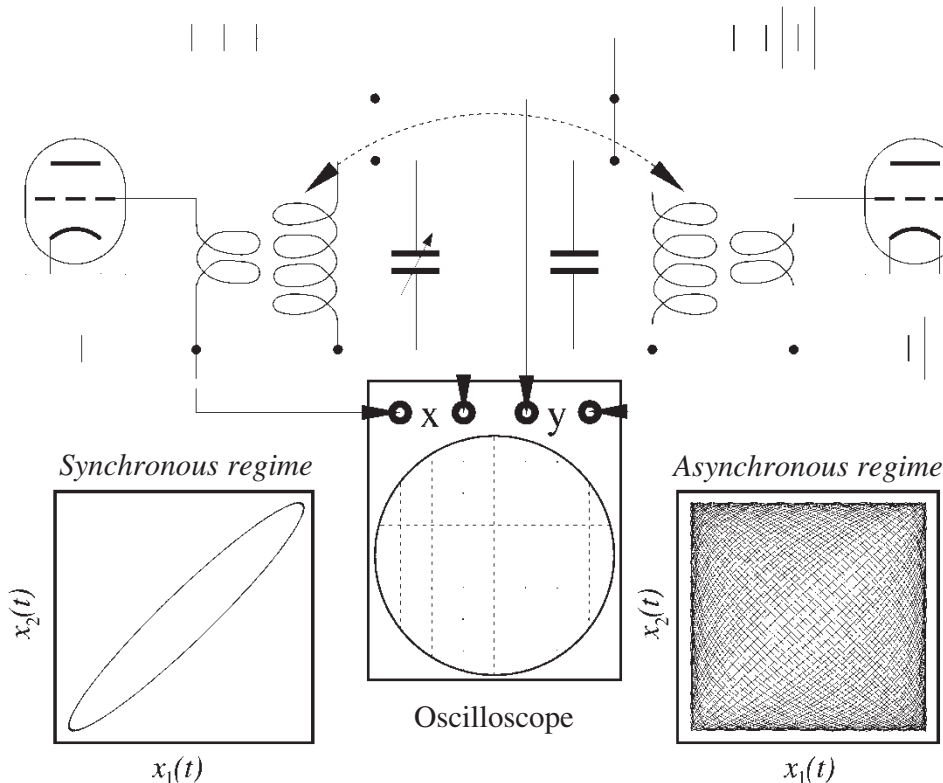 x y
Synchronous regime
Asynchronous regime
x2(t)
x2(t)
Oscilloscope
x1(t)
x1(t)